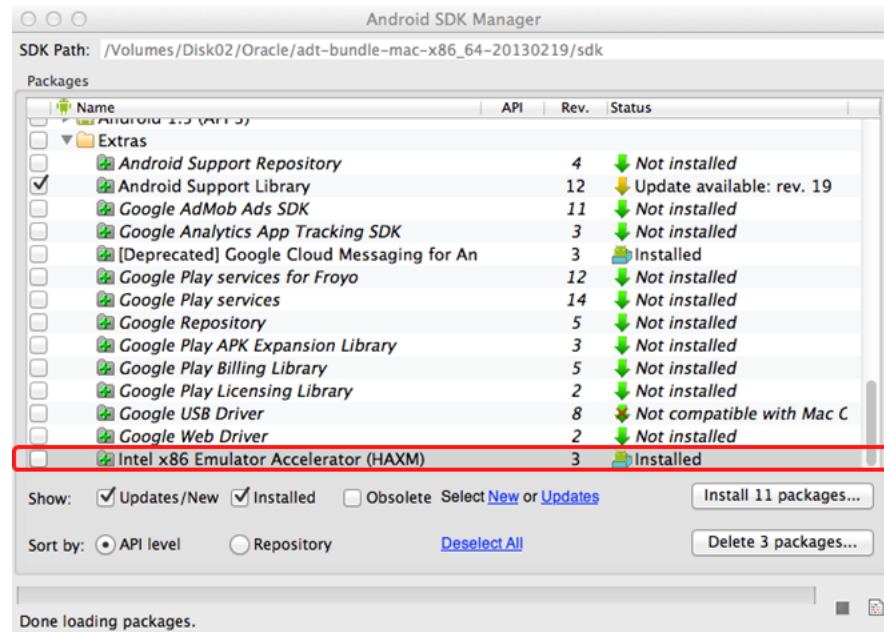 Android SDK Manager
SDK Path: /Volumes/Disk02/Oracle/adt-bundle-mac-x86_64-20130219/sdk
Packages
Name API Rev. Status
Android 1.5 (API 3)
Extras
Android Support Repository 4 Not installed
Android Support Library 12 Update available: rev. 19
Google AdMob Ads SDK 11 Not installed
Google Analytics App Tracking SDK 3 Not installed
[Deprecated] Google Cloud Messaging for An 3 Installed
Google Play services for Froyo 12 Not installed
Google Play services 14 Not installed
Google Repository 5 Not installed
Google Play APK Expansion Library 3 Not installed
Google Play Billing Library 5 Not installed
Google Play Licensing Library 2 Not installed
Google USB Driver 8 Not compatible with Mac O
Google Web Driver 2 Not installed
Intel x86 Emulator Accelerator (HAXM) 3 Installed
Show: Updates/New Installed Obsolete Select New or Updates Install 11 packages...
Sort by: API level Repository Deselect All Delete 3 packages...
Done loading packages.